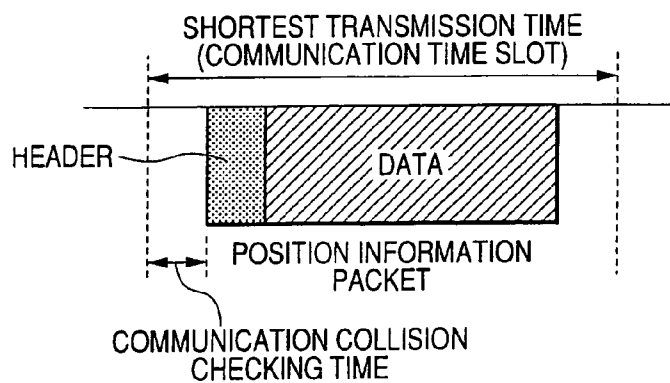 SHORTEST TRANSMISSION TIME
(COMMUNICATION TIME SLOT)
HEADER
DATA
POSITION INFORMATION
PACKET
COMMUNICATION COLLISION
CHECKING TIME